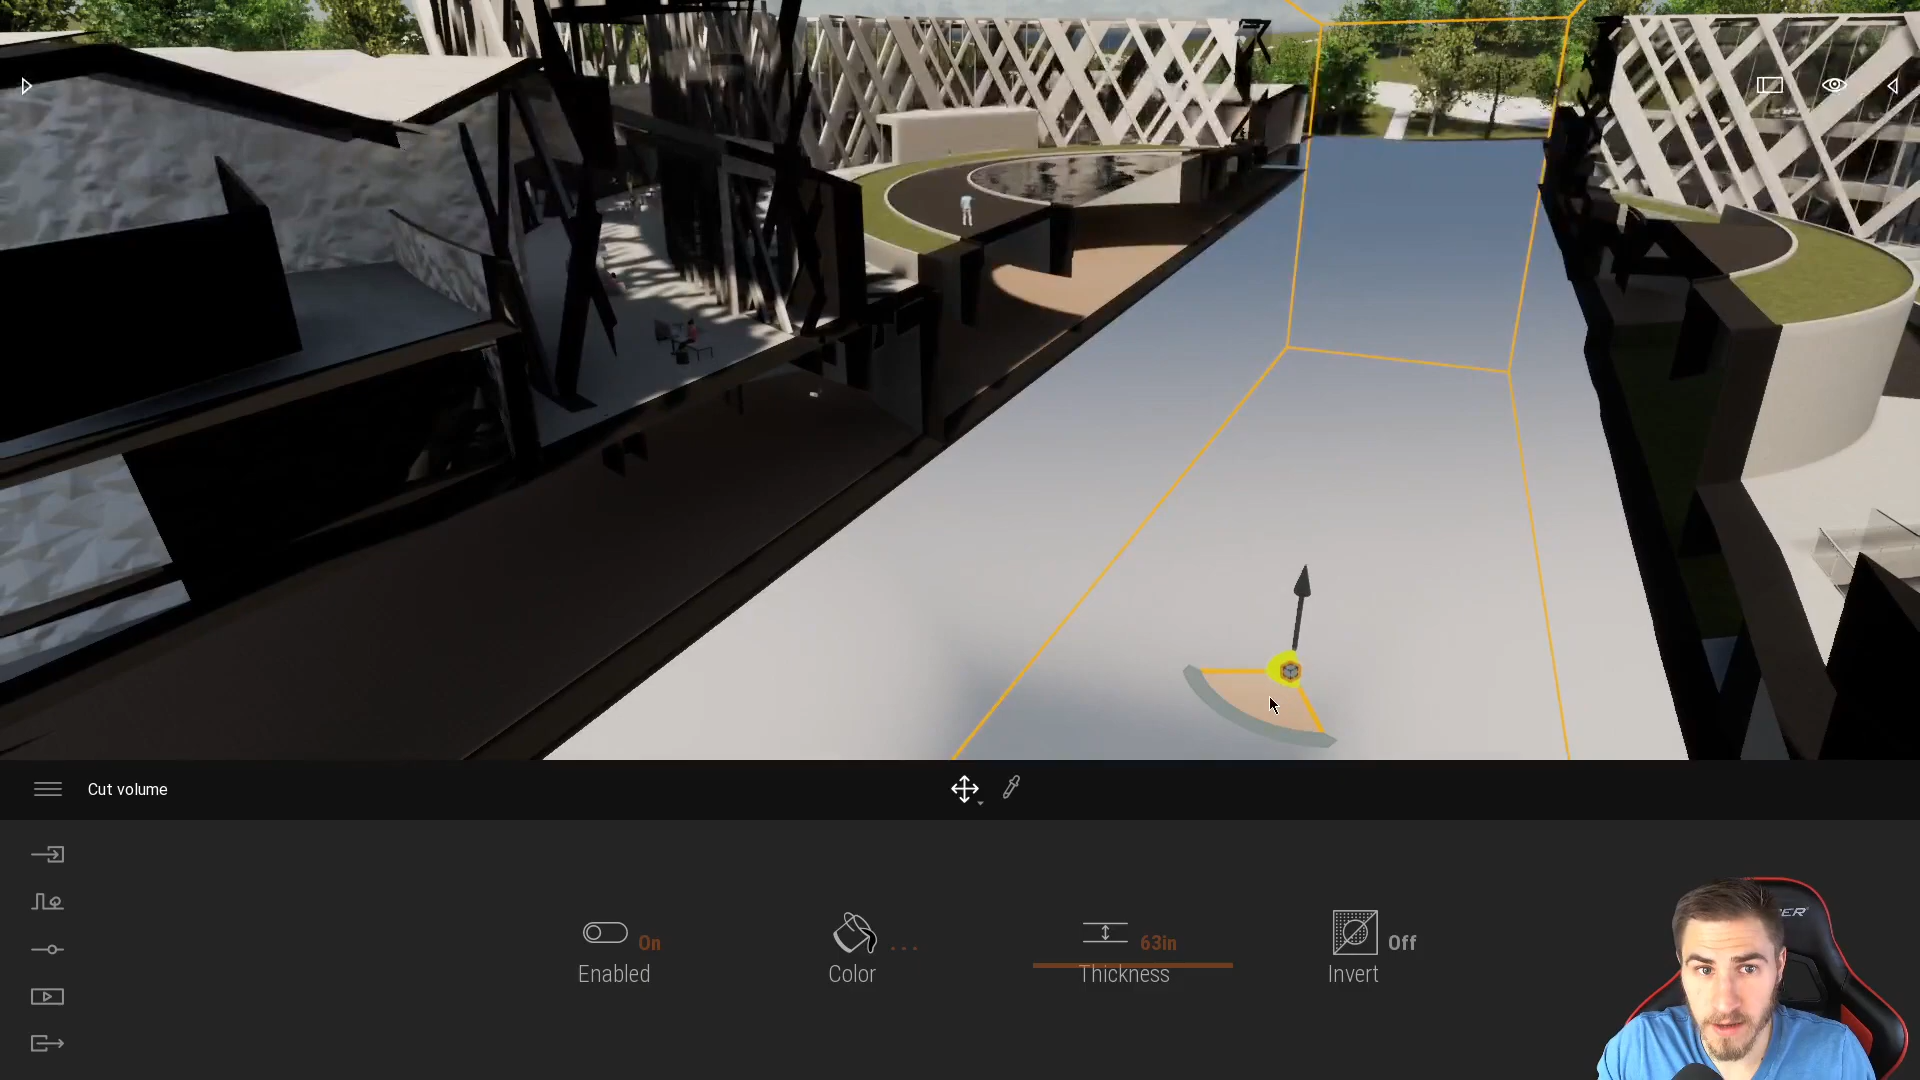 Cut volume
On
Enabled
...
Color
63in
Thickness
Off
Invert